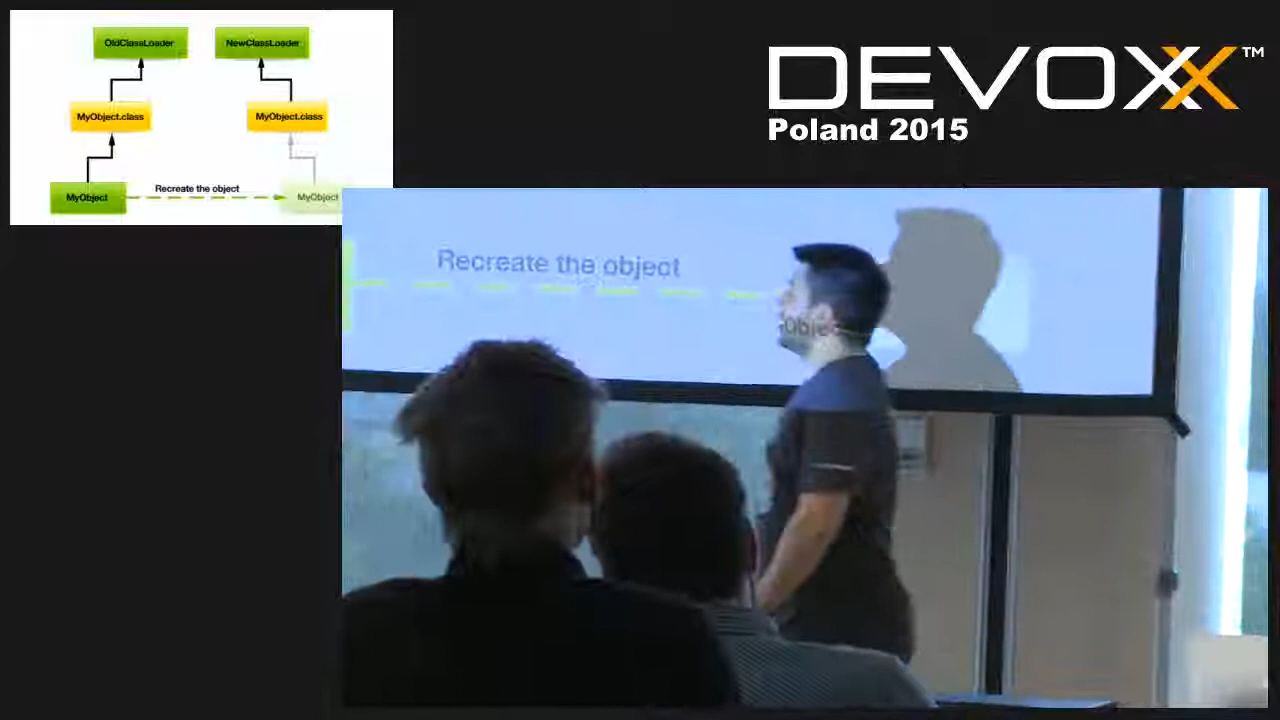 OldClassLoader NewClassLoader
MyObject.class MyObject.class
Recreate the object
MyObject MyObject
DEVOXX™
Poland 2015
Recreate the object